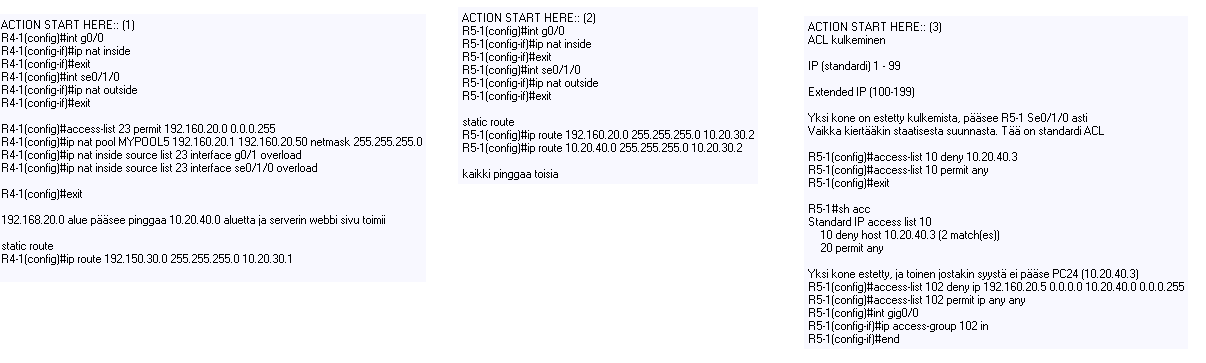 ACTION START HERE:: (1)
R4-1(config)#int g0/0
R4-1(config-if)#ip nat inside
R4-1(config-if)#exit
R4-1(config)#int se0/1/0
R4-1(config-if)#ip nat outside
R4-1(config-if)#exit
R4-1(config)#access-list 23 permit 192.160.20.0 0.0.0.255
R4-1(config)#ip nat pool MYPOOL5 192.160.20.1 192.160.20.50 netmask 255.255.255.0
R4-1(config)#ip nat inside source list 23 interface g0/1 overload
R4-1(config)#ip nat inside source list 23 interface se0/1/0 overload
R4-1(config)#exit
192.168.20.0 alue pääsee pinggaa 10.20.40.0 aluetta ja serverin webbi sivu toimii
static route
R4-1(config)#ip route 192.150.30.0 255.255.255.0 10.20.30.1
ACTION START HERE:: (2)
R5-1(config)#int g0/0
R5-1(config-if)#ip nat inside
R5-1(config-if)#exit
R5-1(config)#int se0/1/0
R5-1(config-if)#ip nat outside
R5-1(config-if)#exit
static route
R5-1(config)#ip route 192.160.20.0 255.255.255.0 10.20.30.2
R5-1(config)#ip route 10.20.40.0 255.255.255.0 10.20.30.2
kaikki pinggaa toisia
ACTION START HERE:: (3)
ACL kulkeminen
IP (standardi) 1 - 99
Extended IP (100-199)
Yksi kone on estetty kulkemista, pääsee R5-1 Se0/1/0 asti
Vaikka kiertääkin staatisesta suunnasta. Tää on standardi ACL
R5-1(config)#access-list 10 deny 10.20.40.3
R5-1(config)#access-list 10 permit any
R5-1(config)#exit
R5-1#sh acc
Standard IP access list 10
10 deny host 10.20.40.3 (2 match(es))
20 permit any
Yksi kone estetty, ja toinen jostakin syystä ei pääse PC24 (10.20.40.3)
R5-1(config)#access-list 102 deny ip 192.160.20.5 0.0.0.0 10.20.40.0 0.0.0.255
R5-1(config)#access-list 102 permit ip any any
R5-1(config)#int gig0/0
R5-1(config-if)#ip access-group 102 in
R5-1(config-if)#end